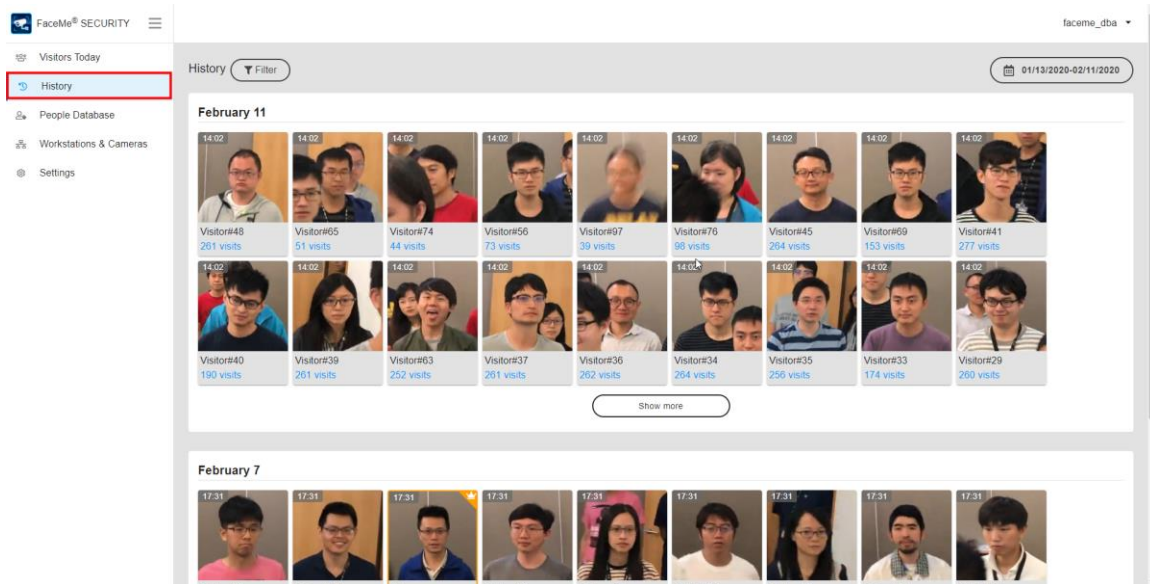 FaceMe® SECURITY
faceme_dba
Visitors Today
History
People Database
Workstations & Cameras
Settings
History
Filter
01/13/2020-02/11/2020
February 11
14:02 14:02 14:02 14:02 14:02 14:02 14:02 14:02 14:02
Visitor#48 Visitor#65 Visitor#74 Visitor#56 Visitor#97 Visitor#76 Visitor#45 Visitor#69 Visitor#41
261 visits 51 visits 44 visits 73 visits 39 visits 98 visits 264 visits 153 visits 277 visits
14:02 14:02 14:02 14:02 14:02 14:02 14:02 14:02 14:02
Visitor#40 Visitor#39 Visitor#63 Visitor#37 Visitor#36 Visitor#34 Visitor#35 Visitor#33 Visitor#29
190 visits 261 visits 252 visits 261 visits 262 visits 264 visits 256 visits 174 visits 260 visits
Show more
February 7
17:31 17:31 17:31 17:31 17:31 17:31 17:31 17:31 17:31